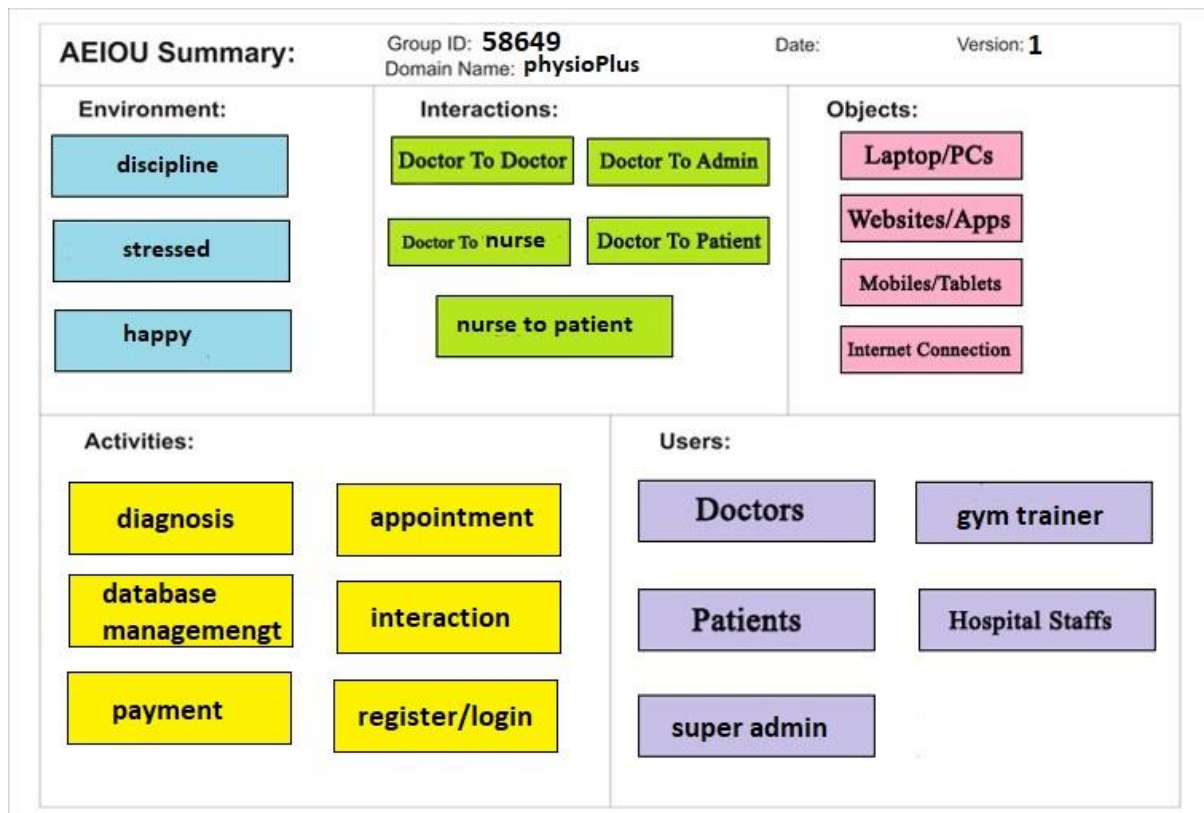 AEIOU Summary:
Group ID: 58649
Domain Name: physioPlus
Date:
Version: 1
Environment:
discipline
stressed
happy
Interactions:
Doctor To Doctor
Doctor To Admin
Doctor To nurse
Doctor To Patient
nurse to patient
Objects:
Laptop/PCs
Websites/Apps
Mobiles/Tablets
Internet Connection
Activities:
diagnosis
appointment
database
managemengt
interaction
payment
register/login
Users:
Doctors
gym trainer
Patients
Hospital Staffs
super admin